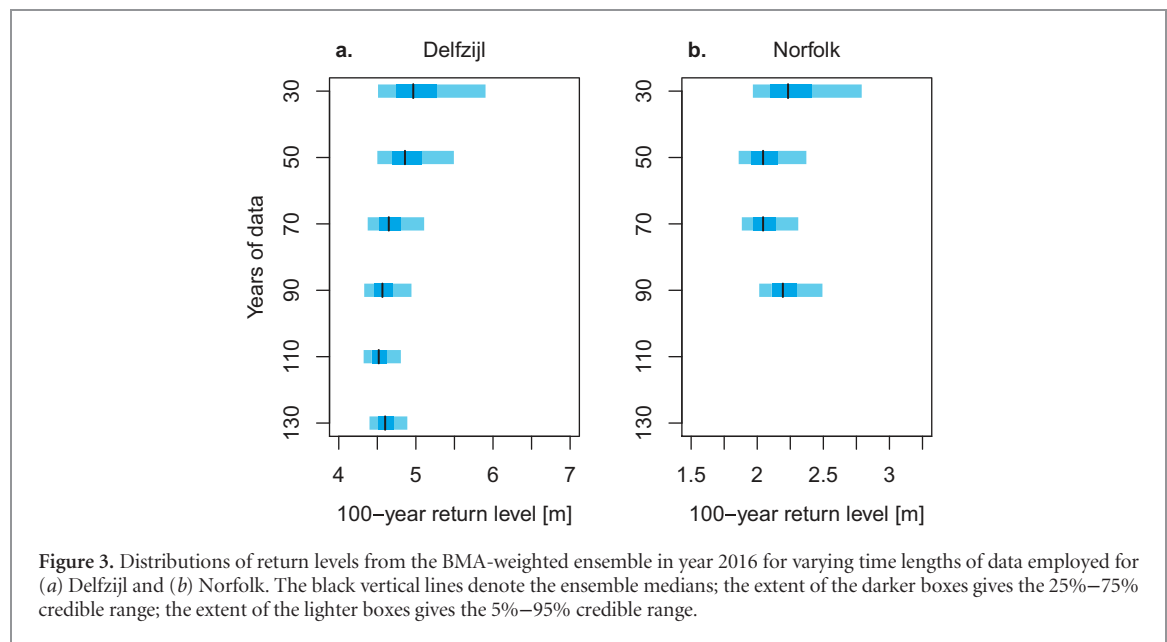 a. Delfzijl
b. Norfolk
Years of data
30
50
70
90
110
130
4 5 6 7
100–year return level [m]
30
50
70
90
110
130
1.5 2 2.5 3
100–year return level [m]
Figure 3. Distributions of return levels from the BMA-weighted ensemble in year 2016 for varying time lengths of data employed for
(a) Delfzijl and (b) Norfolk. The black vertical lines denote the ensemble medians; the extent of the darker boxes gives the 25%–75%
credible range; the extent of the lighter boxes gives the 5%–95% credible range.